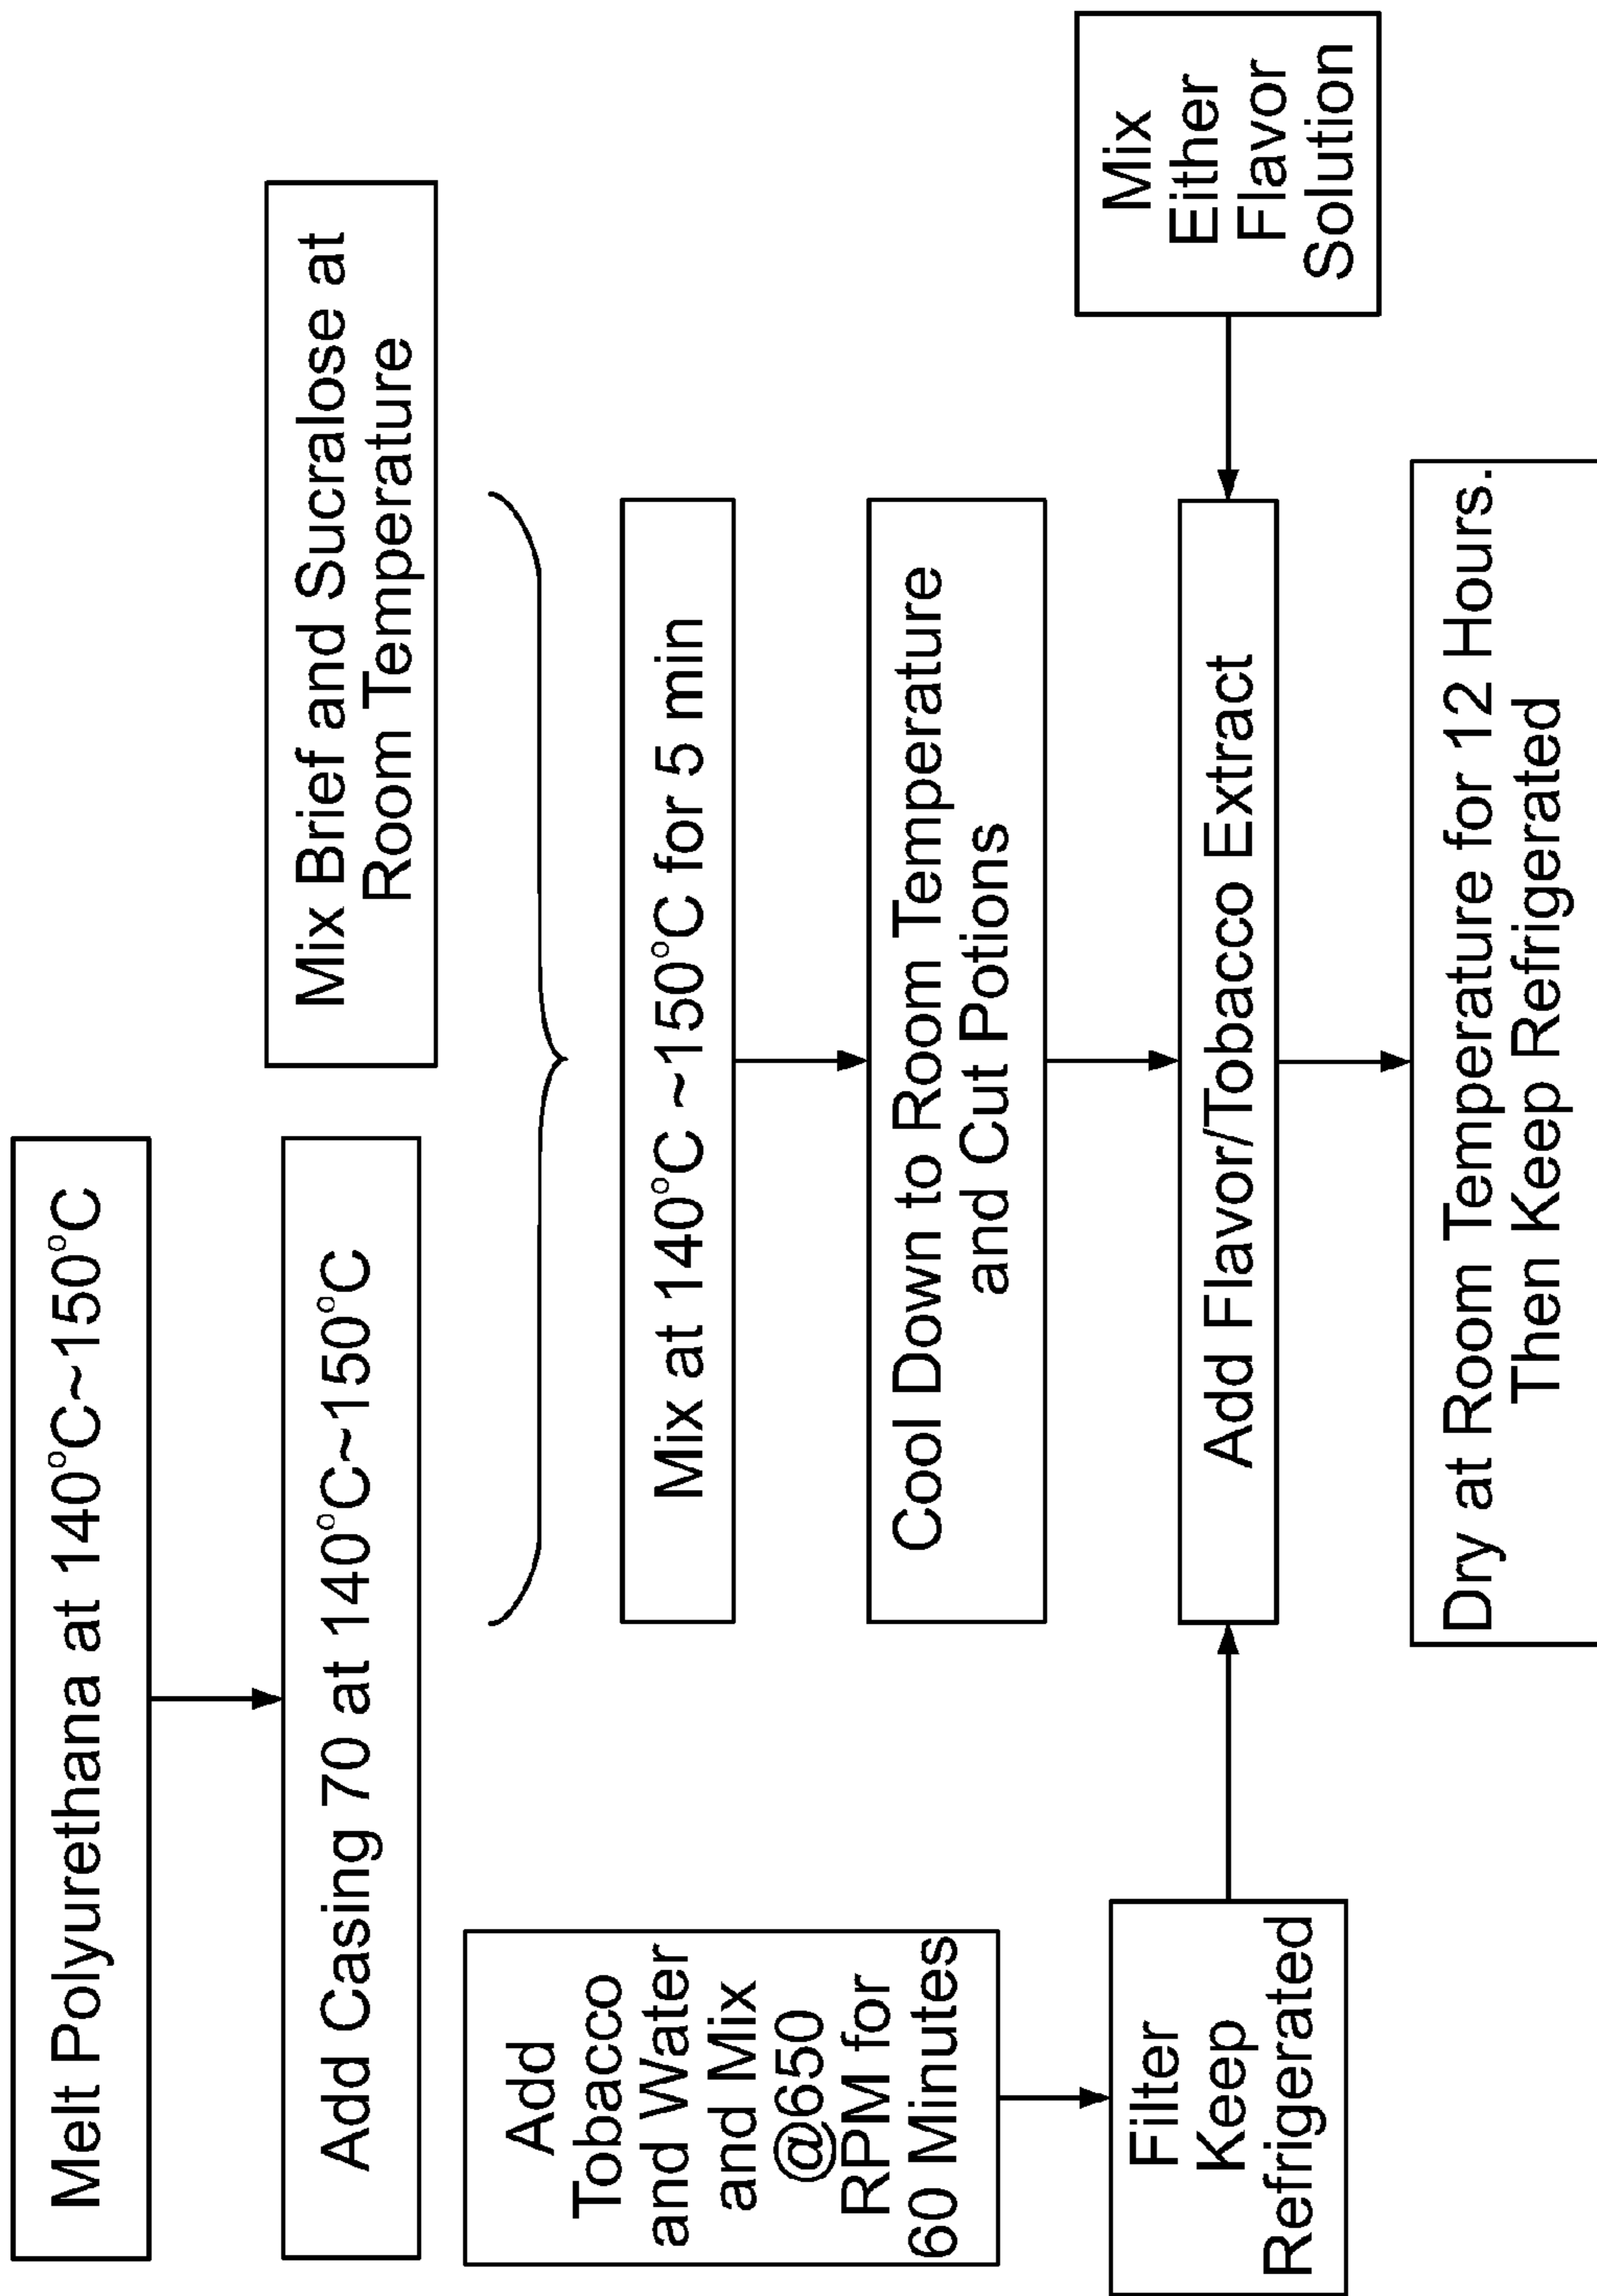 Melt Polyurethana at 140°C~150°C
Add Casing 70 at 140°C~150°C
Mix Brief and Sucralose at
Room Temperature
Mix at 140°C ~150°C for 5 min
Cool Down to Room Temperature
and Cut Potions
Add
Tobacco
and Water
and Mix
@650
RPM for
60 Minutes
Filter
Keep
Refrigerated
Add Flavor/Tobacco Extract
Mix
Either
Flavor
Solution
Dry at Room Temperature for 12 Hours.
Then Keep Refrigerated